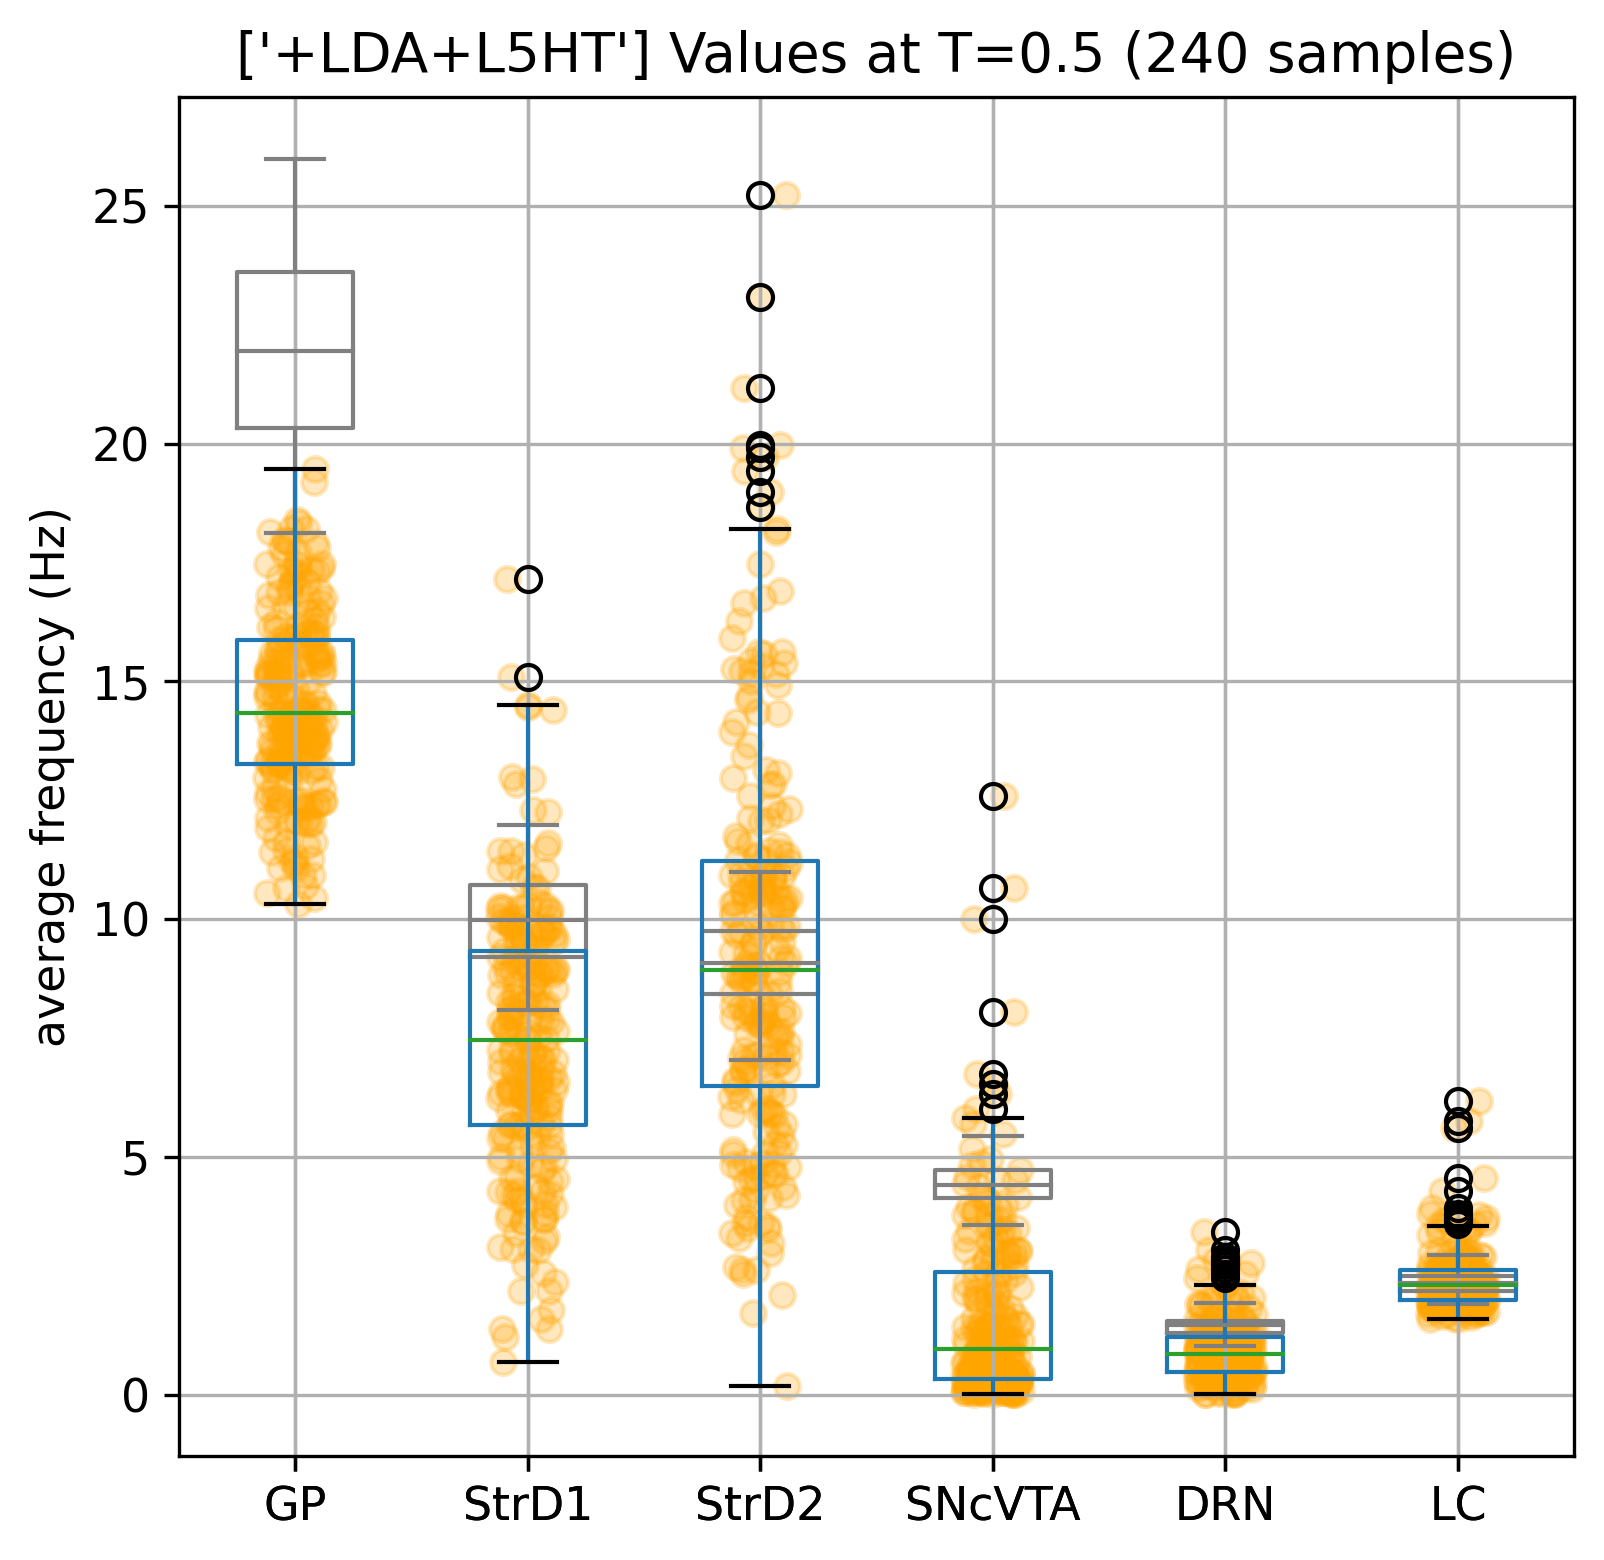 ['+LDA+L5HT'] Values at T=0.5 (240 samples)
average frequency (Hz)
25
20
15
10
5
0
GP StrD1 StrD2 SNcVTA DRN LC